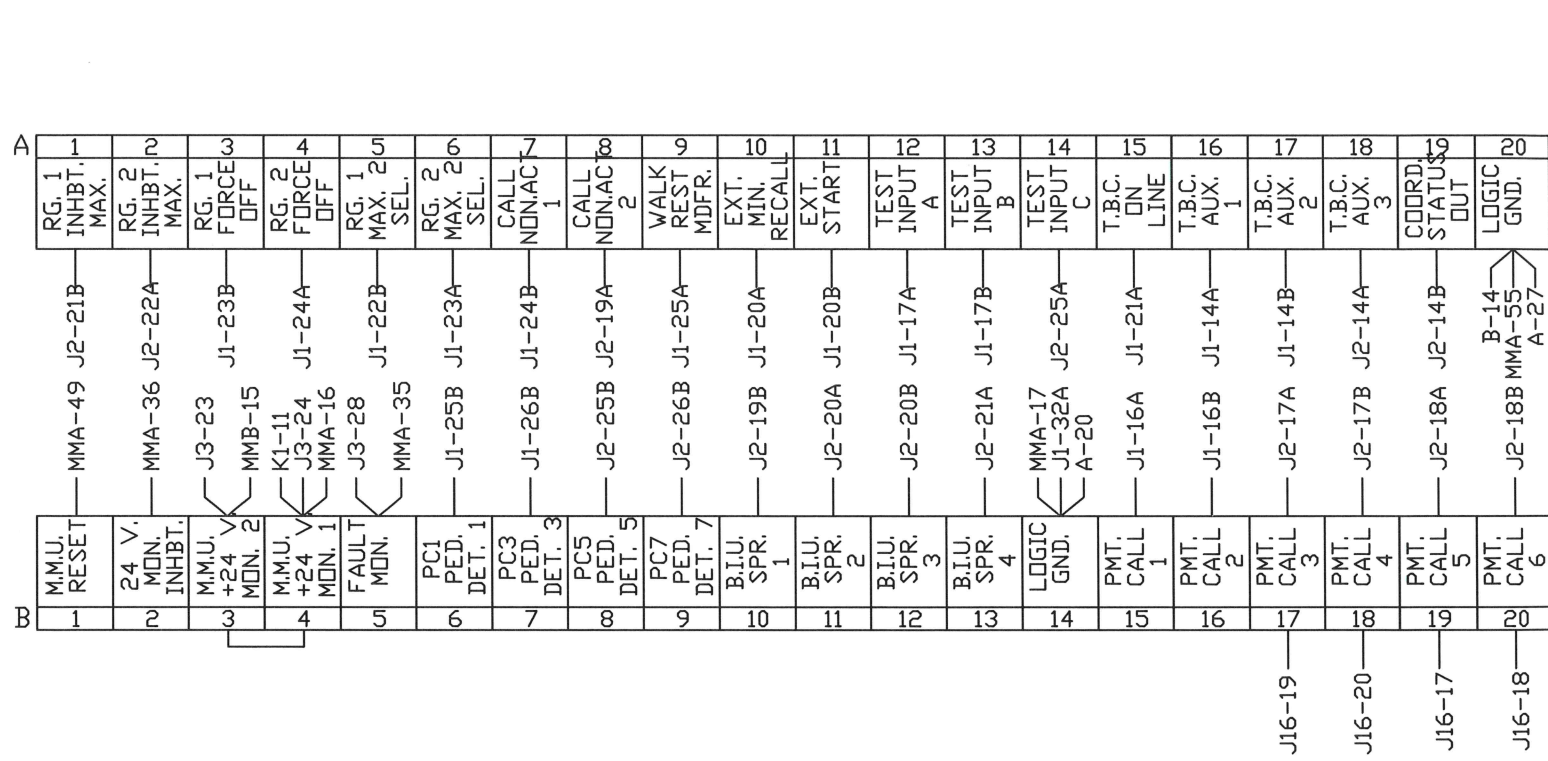 A
1 2 3 4 5 6 7 8 9 10 11 12 13 14 15 16 17 18 19 20
RG. 1
INHBT.
MAX.
RG. 2
INHBT.
MAX.
RG. 1
FORCE
OFF
RG. 2
FORCE
OFF
RG. 1
MAX. 2
SEL.
RG. 2
MAX. 2
SEL.
CALL
NON.ACT
1
CALL
NON.ACT
2
WALK
REST
MDFR.
EXT.
MIN.
RECALL
EXT.
START
TEST
INPUT
A
TEST
INPUT
B
TEST
INPUT
C
T.B.C.
ON
LINE
T.B.C.
AUX.
1
T.B.C.
AUX.
2
T.B.C.
AUX.
3
COORD.
STATUS
OUT
LOGIC
GND.
J2-21B
J2-22A
J1-23B
J1-24A
J1-22B
J1-23A
J1-24B
J2-19A
J1-25A
J1-20A
J1-20B
J1-17A
J1-17B
J2-25A
J1-21A
J1-14A
J1-14B
J2-14A
J2-14B
B-14
MMA-55
A-27
MMA-49
MMA-36
J3-23
MMB-15
K1-11
J3-24
MMA-16
J3-28
MMA-35
J1-25B
J1-26B
J2-25B
J2-26B
J2-19B
J2-20A
J2-20B
J2-21A
MMA-17
J1-32A
A-20
J1-16A
J1-16B
J2-17A
J2-17B
J2-18A
J2-18B
M.M.U.
RESET
24 V.
MON.
INHBT.
M.M.U.
+24 V
MON. 2
M.M.U.
+24 V
MON. 1
FAULT
MON.
PC1
PED.
DET. 1
PC3
PED.
DET. 3
PC5
PED.
DET. 5
PC7
PED.
DET. 7
B.I.U.
SPR.
1
B.I.U.
SPR.
2
B.I.U.
SPR.
3
B.I.U.
SPR.
4
LOGIC
GND.
PMT.
CALL
1
PMT.
CALL
2
PMT.
CALL
3
PMT.
CALL
4
PMT.
CALL
5
PMT.
CALL
6
B
1 2 3 4 5 6 7 8 9 10 11 12 13 14 15 16 17 18 19 20
J16-19
J16-20
J16-17
J16-18